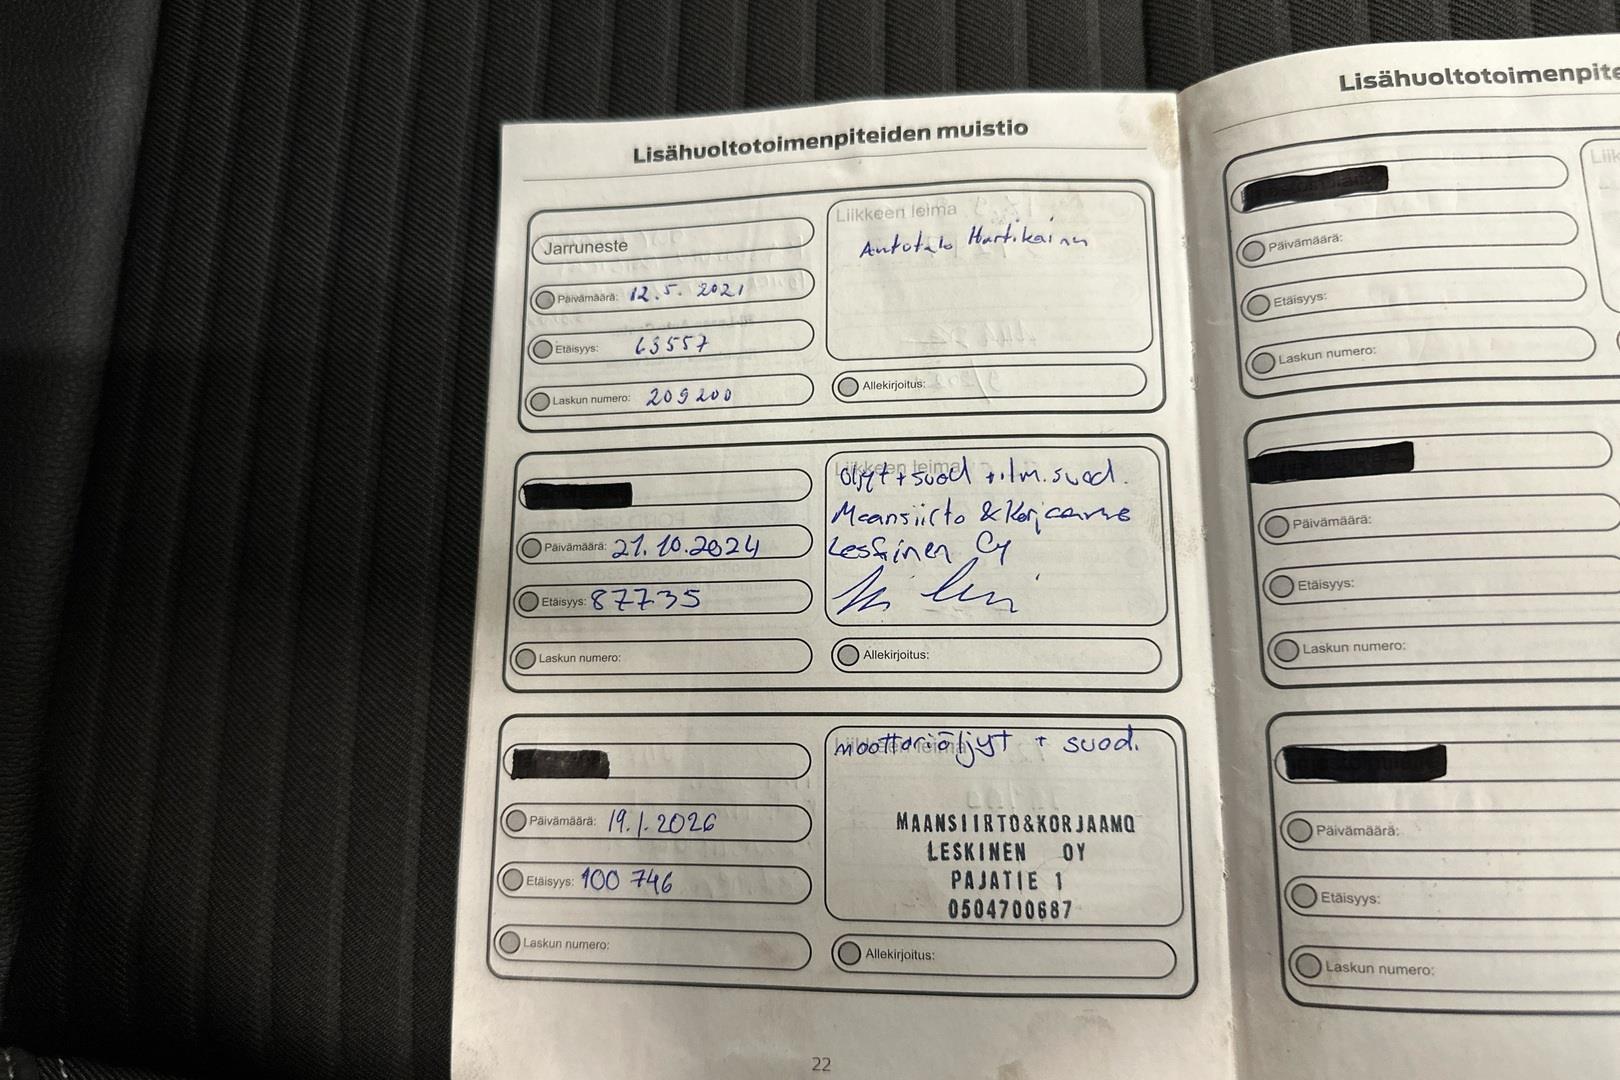 Lisähuoltotoimenpiteiden muistio
Jarruneste
Päivämäärä: 12.5. 2021
Etäisyys: 63557
Laskun numero: 209200
Liikkeen leima
Autotalo Hartikainen
Allekirjoitus:
Päivämäärä: 21.10.2024
Etäisyys: 87735
Laskun numero:
Liikkeen leima
öljyt + suod + ilm. suod.
Maansiirto & Korjaamo
Leskinen Oy
Allekirjoitus:
Päivämäärä: 19.1.2026
Etäisyys: 100 746
Laskun numero:
Liikkeen leima
moottoriöljyt + suod.
MAANSIIRTO&KORJAAMO
LESKINEN OY
PAJATIE 1
0504700687
Allekirjoitus:
22
Lisähuoltotoimenpite
Päivämäärä:
Etäisyys:
Laskun numero:
Liik
Päivämäärä:
Etäisyys:
Laskun numero:
Päivämäärä:
Etäisyys:
Laskun numero: